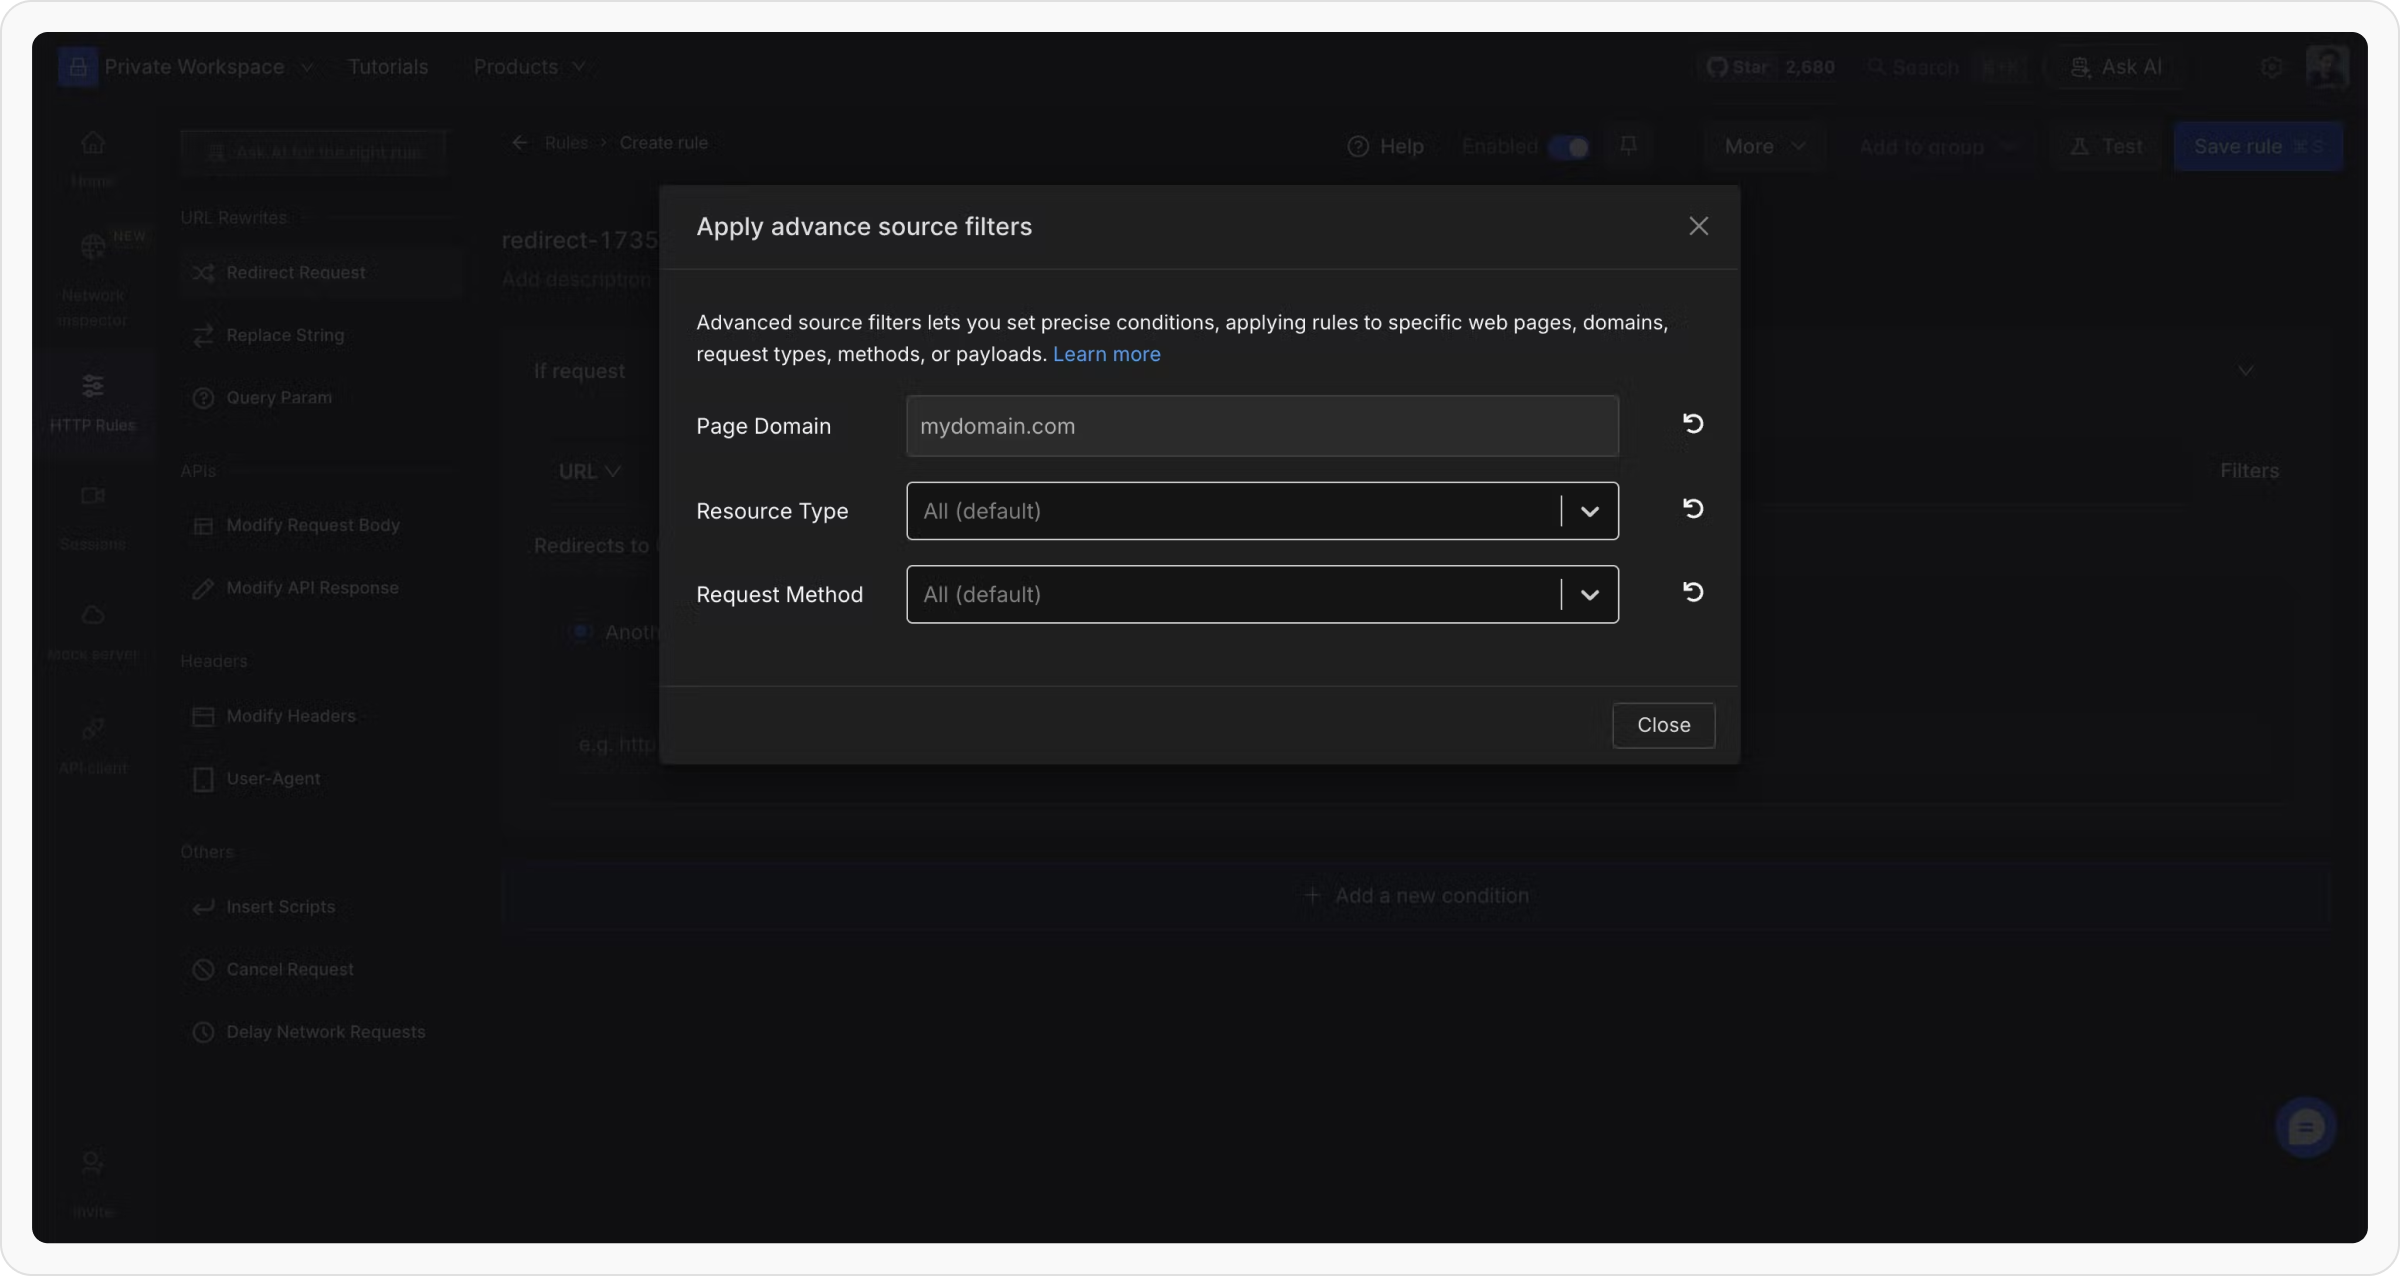 Private Workspace
Tutorials
Products
Star 2,680
Search
Ask AI
Home
NEW
Network
Inspector
HTTP Rules
Sessions
Mock server
API client
Invite
Ask AI for the right rule
URL Rewrites
Redirect Request
Replace String
Query Param
APIs
Modify Request Body
Modify API Response
Headers
Modify Headers
User-Agent
Others
Insert Scripts
Cancel Request
Delay Network Requests
Rules > Create rule
Help
Enabled
More
Add to group
Test
Save rule ⌘ S
redirect-1735
Add description
If request
URL
Filters
Redirects to
Anoth
e.g. http
Add a new condition
Apply advance source filters
Advanced source filters lets you set precise conditions, applying rules to specific web pages, domains,
request types, methods, or payloads. Learn more
Page Domain
mydomain.com
Resource Type
All (default)
Request Method
All (default)
Close